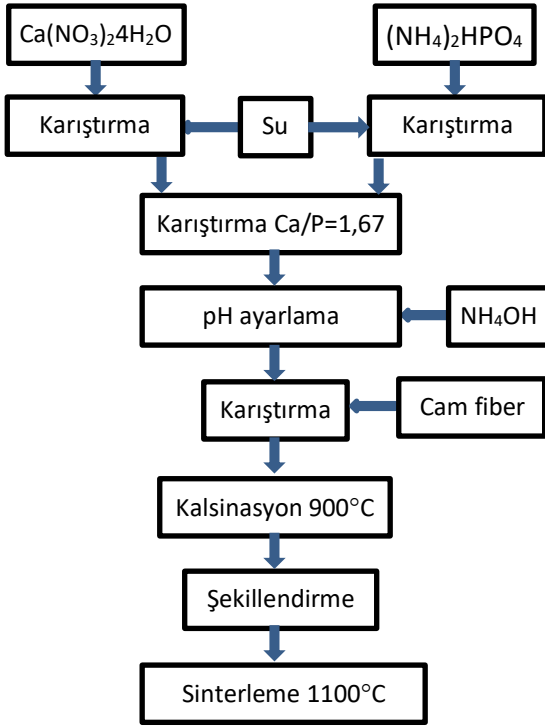 Ca(NO₃)₂4H₂O
(NH₄)₂HPO₄
Karıştırma
Su
Karıştırma
Karıştırma Ca/P=1,67
pH ayarlama
NH₄OH
Karıştırma
Cam fiber
Kalsinasyon 900°C
Şekillendirme
Sinterleme 1100°C